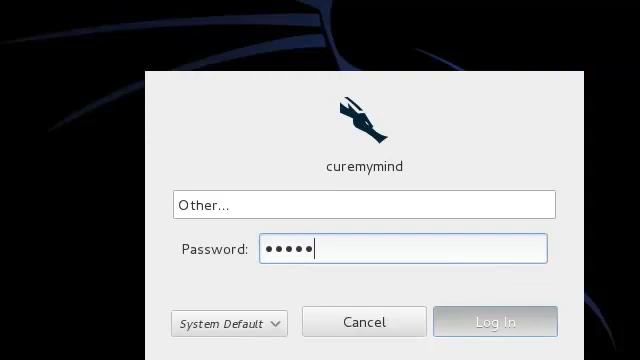 curemymind
Other...
Password: •••••
System Default Cancel Log In